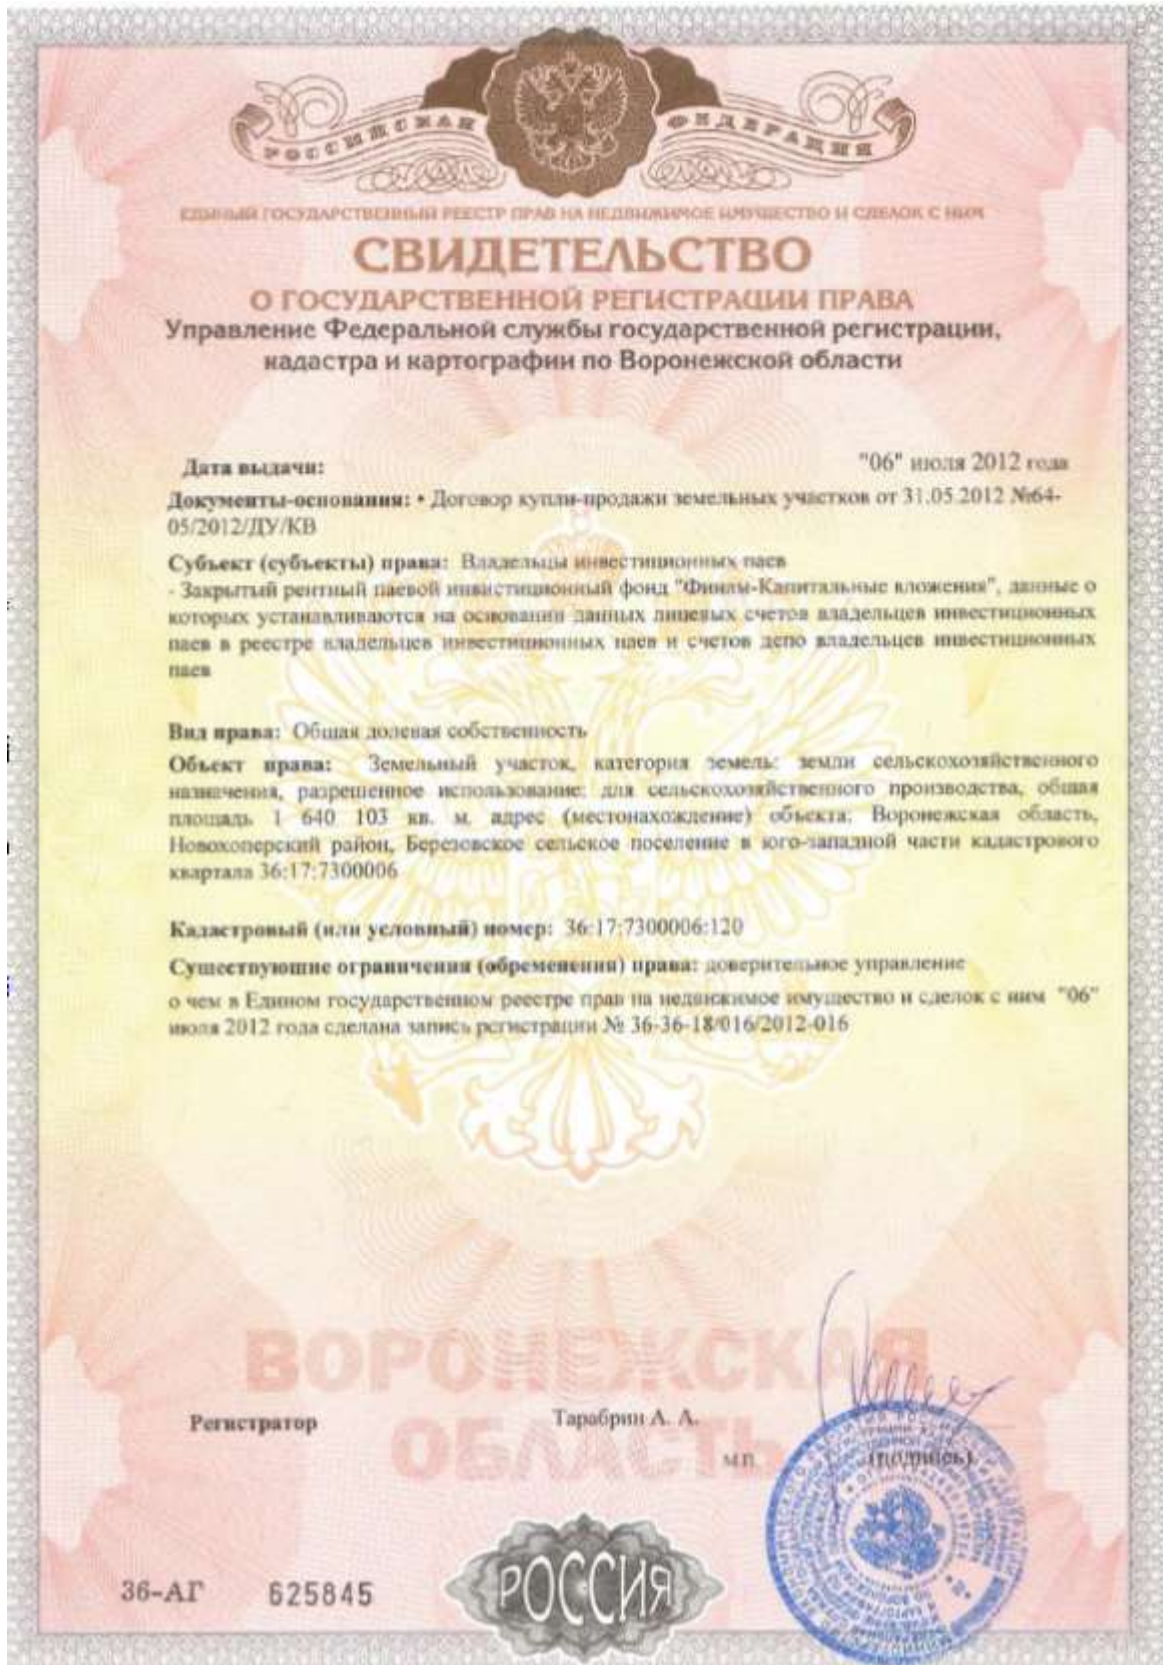 РОССИЙСКАЯ ФЕДЕРАЦИЯ
ЕДИНЫЙ ГОСУДАРСТВЕННЫЙ РЕЕСТР ПРАВ НА НЕДВИЖИМОЕ ИМУЩЕСТВО И СДЕЛОК С НИМ
СВИДЕТЕЛЬСТВО
О ГОСУДАРСТВЕННОЙ РЕГИСТРАЦИИ ПРАВА
Управление Федеральной службы государственной регистрации,
кадастра и картографии по Воронежской области
Дата выдачи: "06" июля 2012 года
Документы-основания: • Договор купли-продажи земельных участков от 31.05.2012 №64-
05/2012/ДУ/КВ
Субъект (субъекты) права: Владельцы инвестиционных паев
- Закрытый рентный паевой инвистиционный фонд "Финам-Капитальные вложения", данные о
которых устанавливаются на основании данных лицевых счетов владельцев инвестиционных
паев в реестре владельцев инвестиционных паев и счетов депо владельцев инвестиционных
паев
Вид права: Общая долевая собственность
Объект права: Земельный участок, категория земель: земли сельскохозяйственного
назначения, разрешенное использование: для сельскохозяйственного производства, общая
площадь 1 640 103 кв. м, адрес (местонахождение) объекта: Воронежская область,
Новохоперский район, Березовское сельское поселение в юго-западной части кадастрового
квартала 36:17:7300006
Кадастровый (или условный) номер: 36:17:7300006:120
Существующие ограничения (обременения) права: доверительное управление
о чем в Едином государственном реестре прав на недвижимое имущество и сделок с ним "06"
июля 2012 года сделана запись регистрации № 36-36-18/016/2012-016
ВОРОНЕЖСКАЯ
ОБЛАСТЬ
Регистратор Тарабрин А. А.
м.п. (подпись)
36-АГ 625845
РОССИЯ